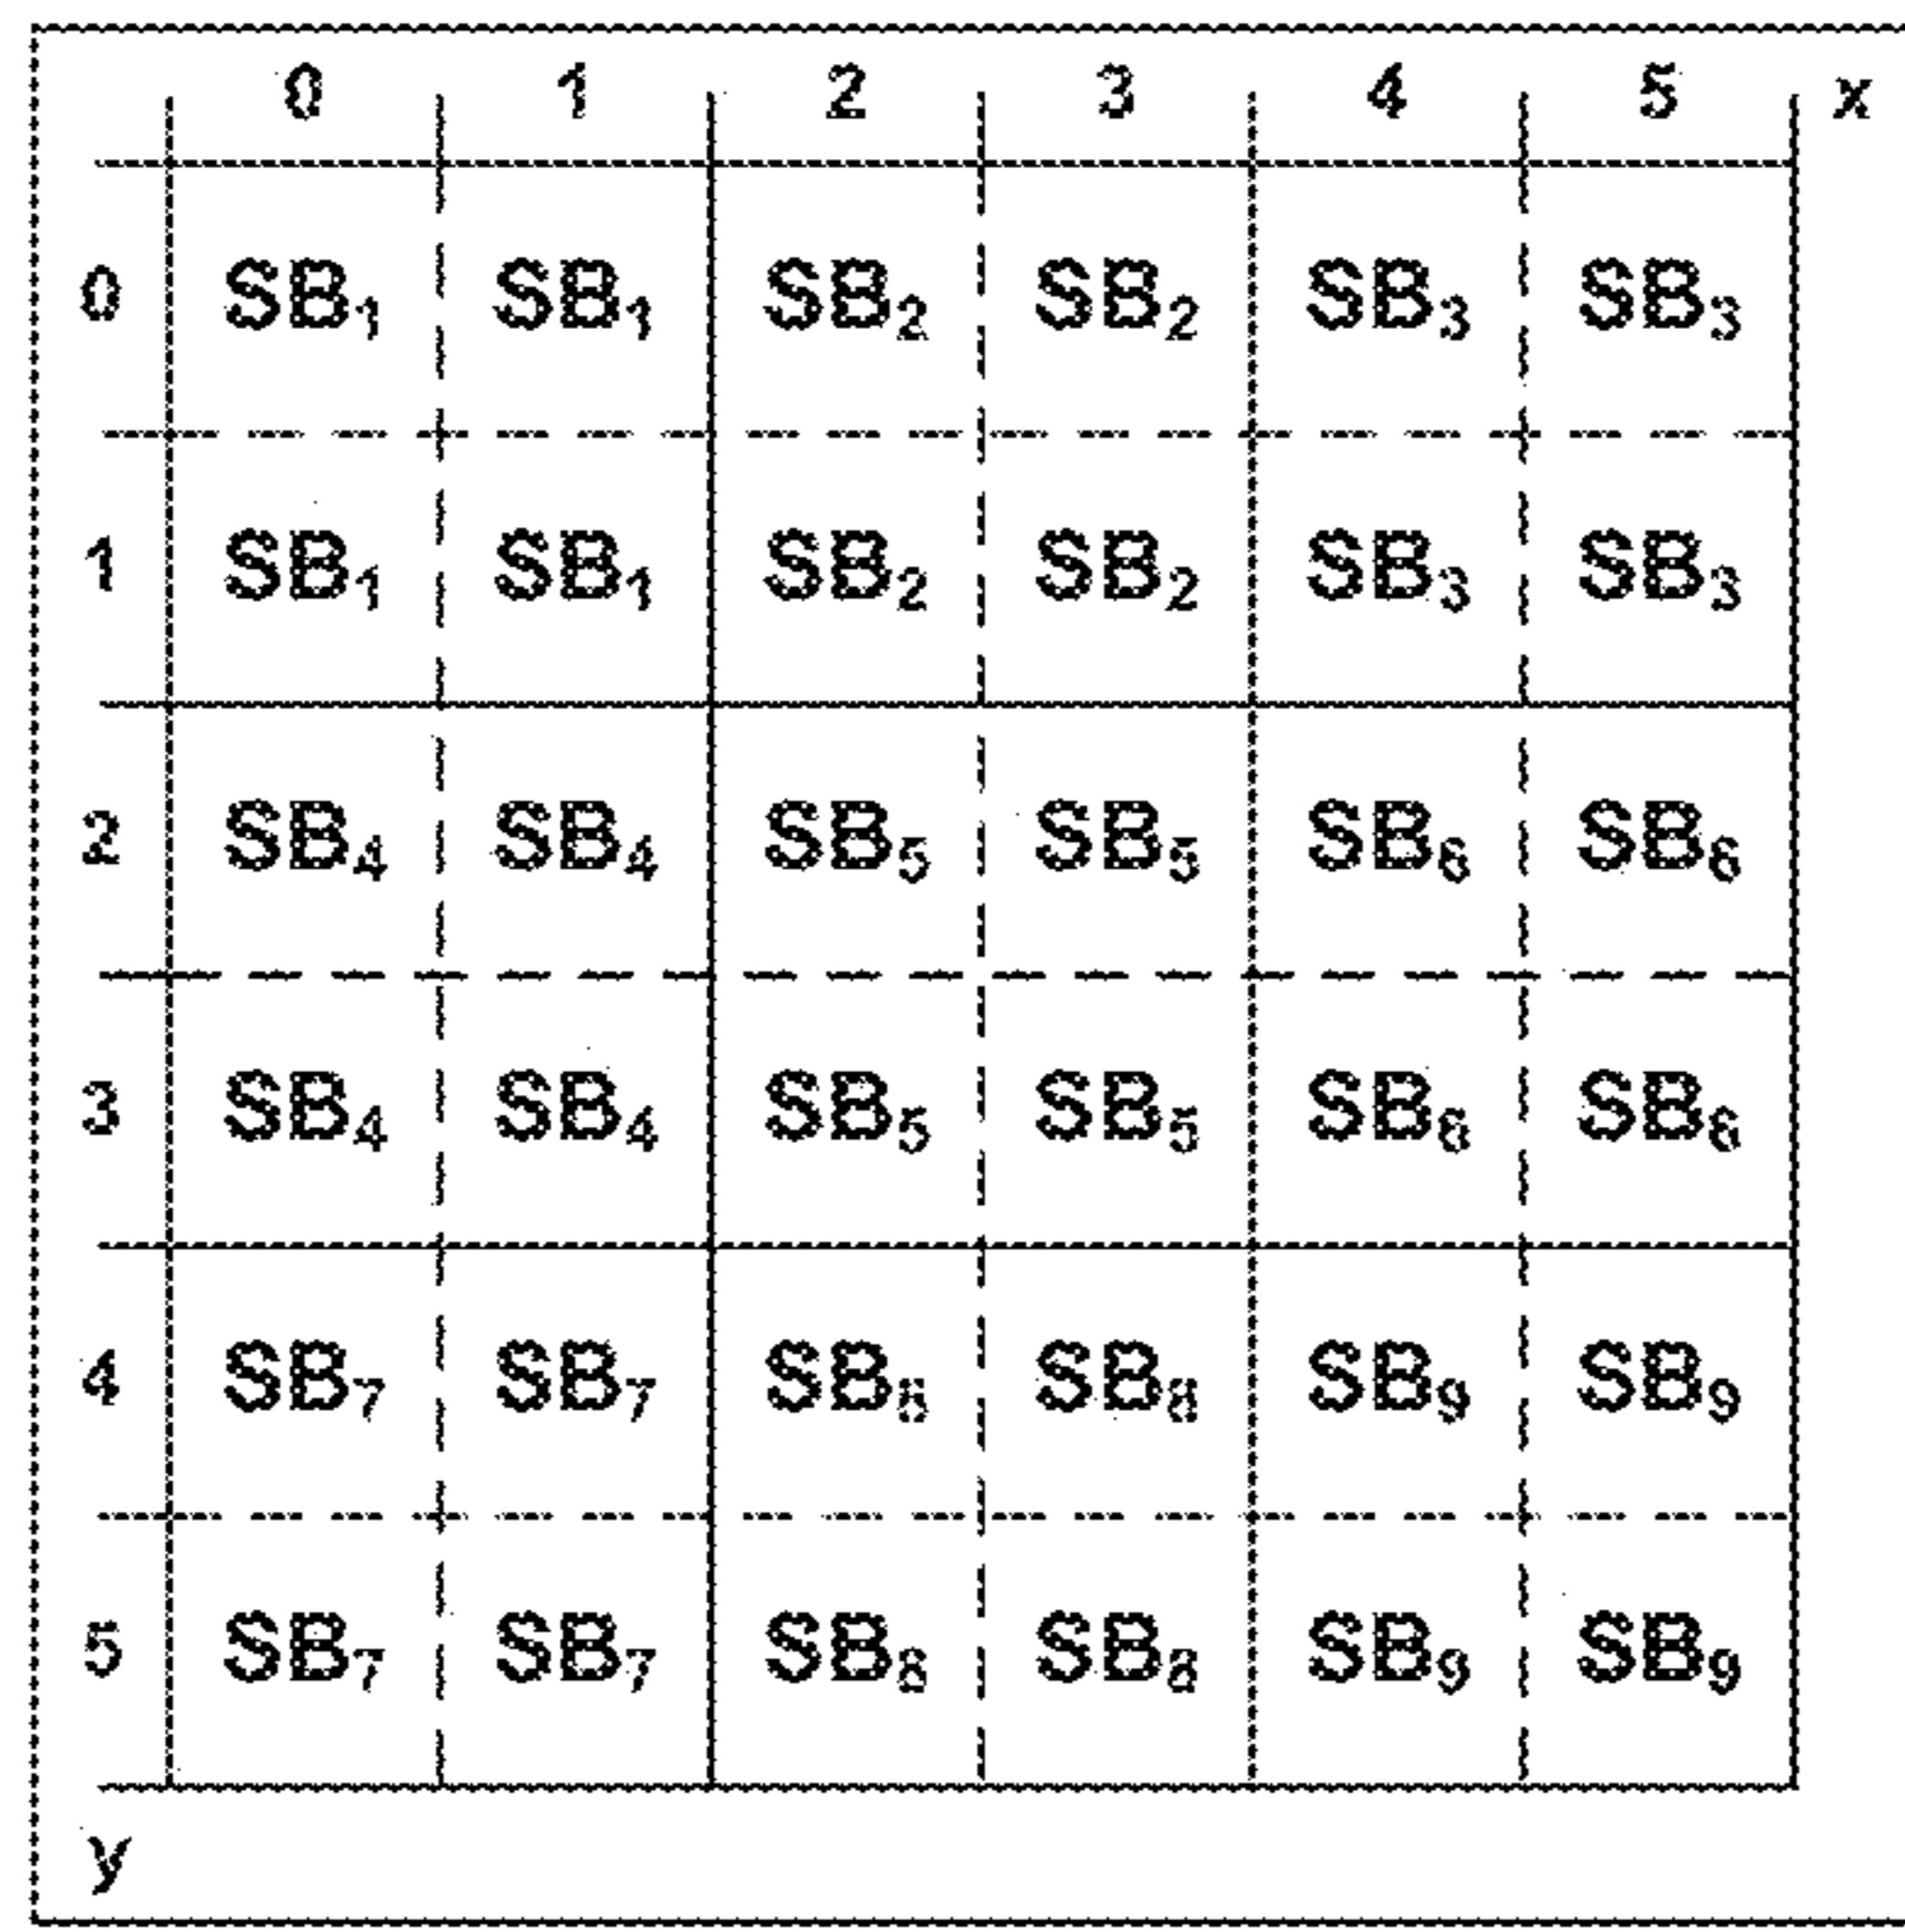 0 1 2 3 4 5 x
0 SB₁ SB₁ SB₂ SB₂ SB₃ SB₃
1 SB₁ SB₁ SB₂ SB₂ SB₃ SB₃
2 SB₄ SB₄ SB₅ SB₅ SB₆ SB₆
3 SB₄ SB₄ SB₅ SB₅ SB₆ SB₆
4 SB₇ SB₇ SB₈ SB₈ SB₉ SB₉
5 SB₇ SB₇ SB₈ SB₈ SB₉ SB₉
y